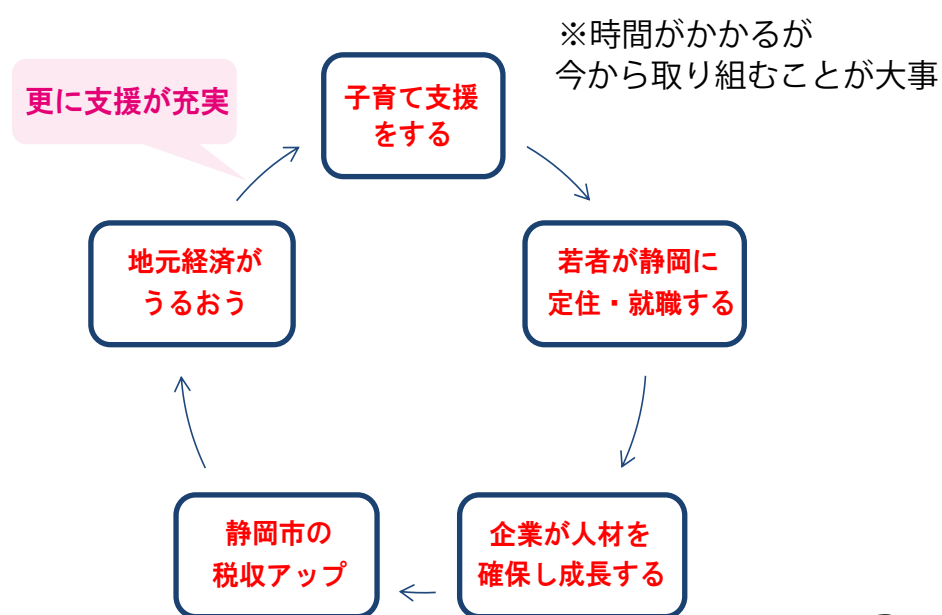 ※時間がかかるが
今から取り組むことが大事
更に支援が充実
子育て支援
をする
若者が静岡に
定住・就職する
企業が人材を
確保し成長する
静岡市の
税収アップ
地元経済が
うるおう